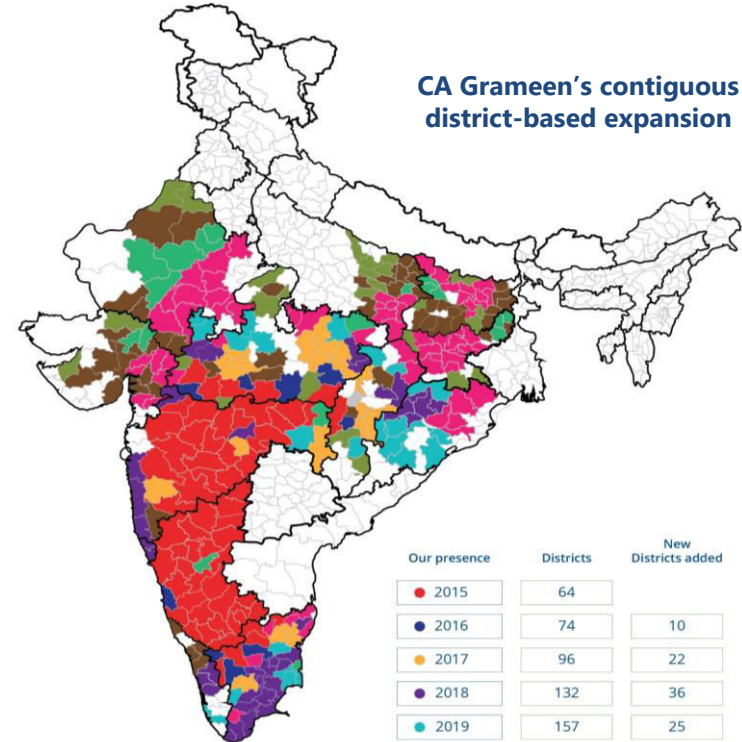 CA Grameen’s contiguous
district-based expansion
Our presence Districts New Districts added
2015 64
2016 74 10
2017 96 22
2018 132 36
2019 157 25